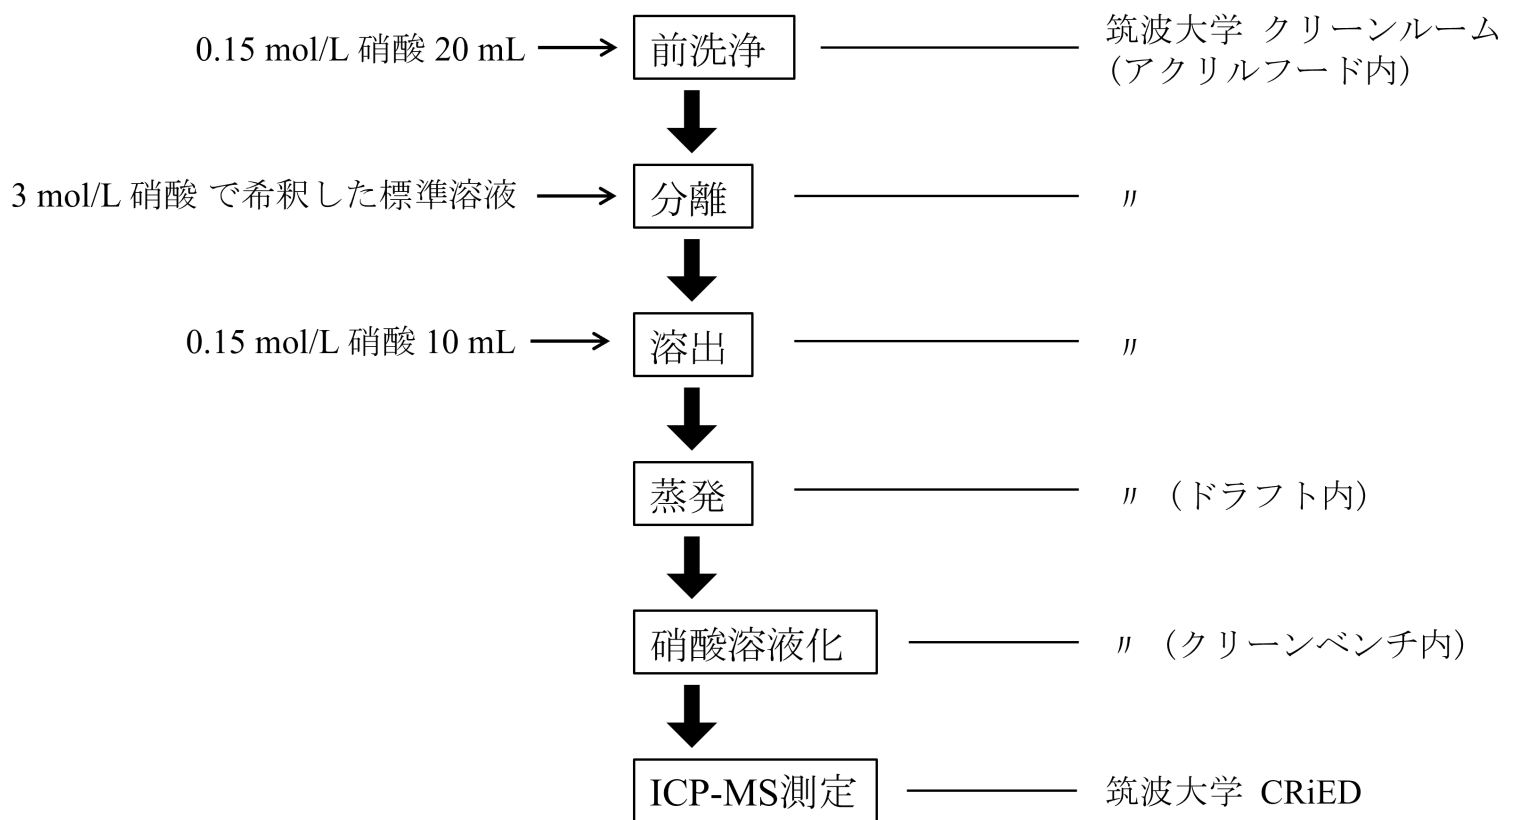 0.15 mol/L 硝酸 20 mL
前洗浄
筑波大学 クリーンルーム
（アクリルフード内）
3 mol/L 硝酸 で希釈した標準溶液
分離
〃
0.15 mol/L 硝酸 10 mL
溶出
〃
蒸発
〃（ドラフト内）
硝酸溶液化
〃（クリーンベンチ内）
ICP-MS測定
筑波大学 CRiED